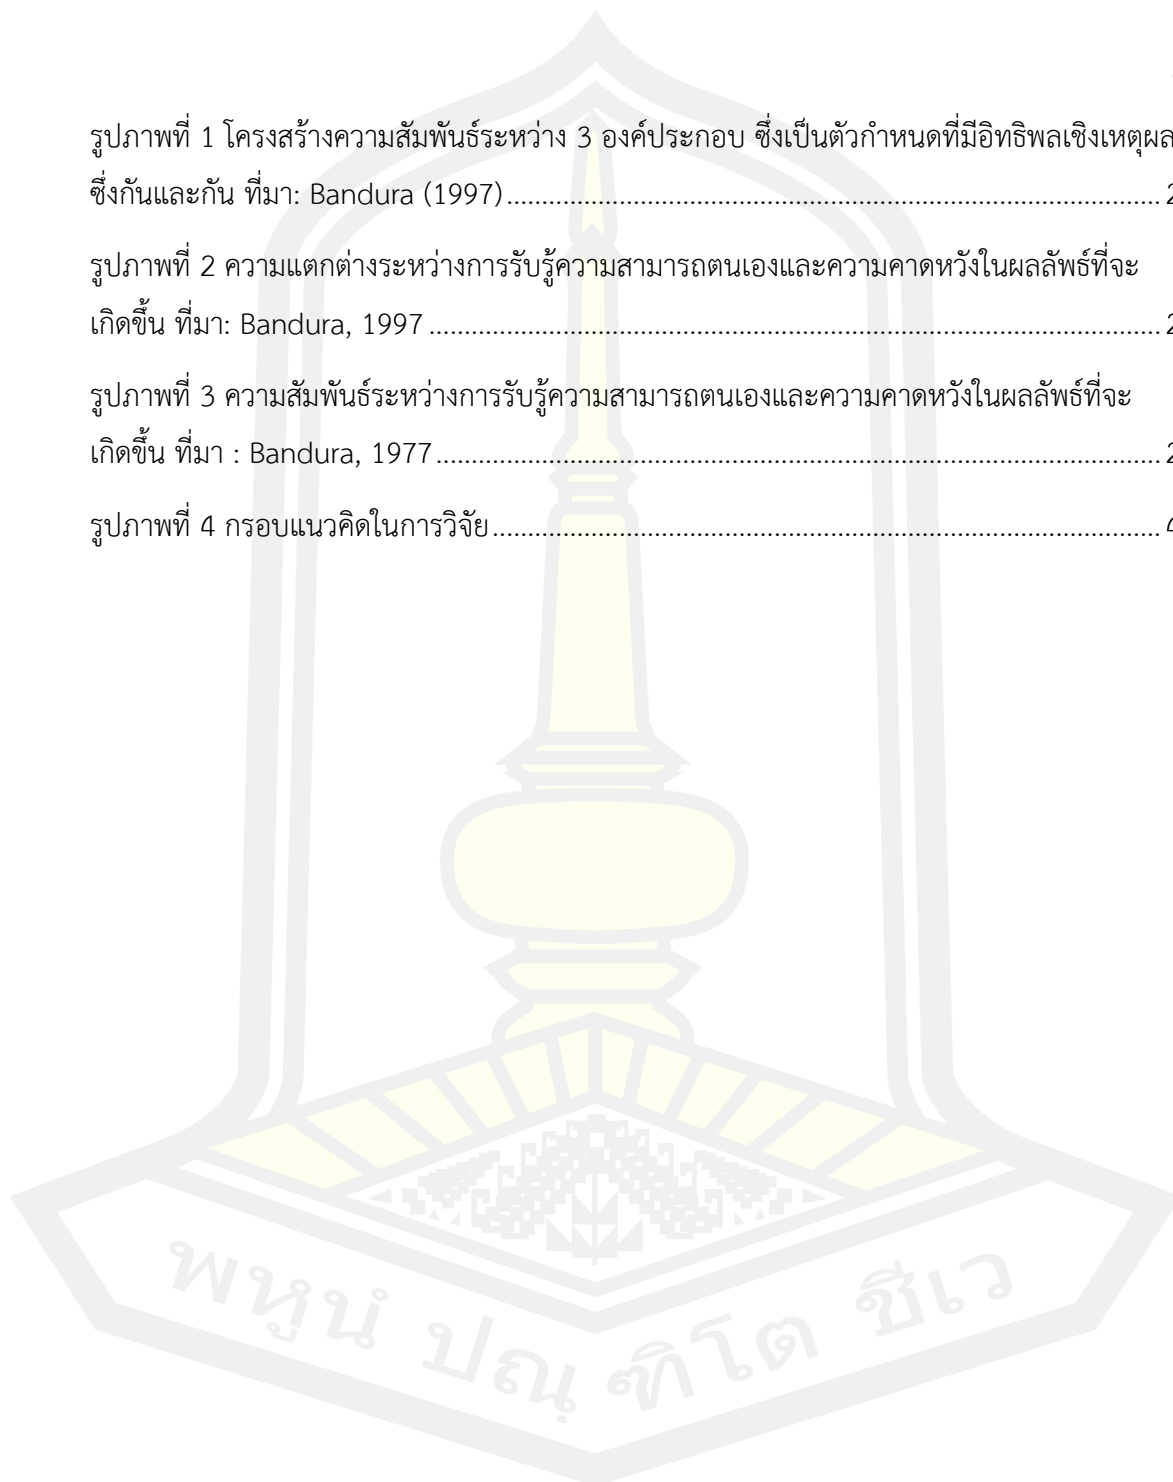 รูปภาพที่ 1 โครงสร้างความสัมพันธ์ระหว่าง 3 องค์ประกอบ ซึ่งเป็นตัวกำหนดที่มีอิทธิพลเชิงเหตุผล
ซึ่งกันและกัน ที่มา: Bandura (1997)
รูปภาพที่ 2 ความแตกต่างระหว่างการรับรู้ความสามารถตนเองและความคาดหวังในผลลัพธ์ที่จะ
เกิดขึ้น ที่มา: Bandura, 1997
รูปภาพที่ 3 ความสัมพันธ์ระหว่างการรับรู้ความสามารถตนเองและความคาดหวังในผลลัพธ์ที่จะ
เกิดขึ้น ที่มา : Bandura, 1977
รูปภาพที่ 4 กรอบแนวคิดในการวิจัย
พหูนํ ปณฺฑิโต ชีเว